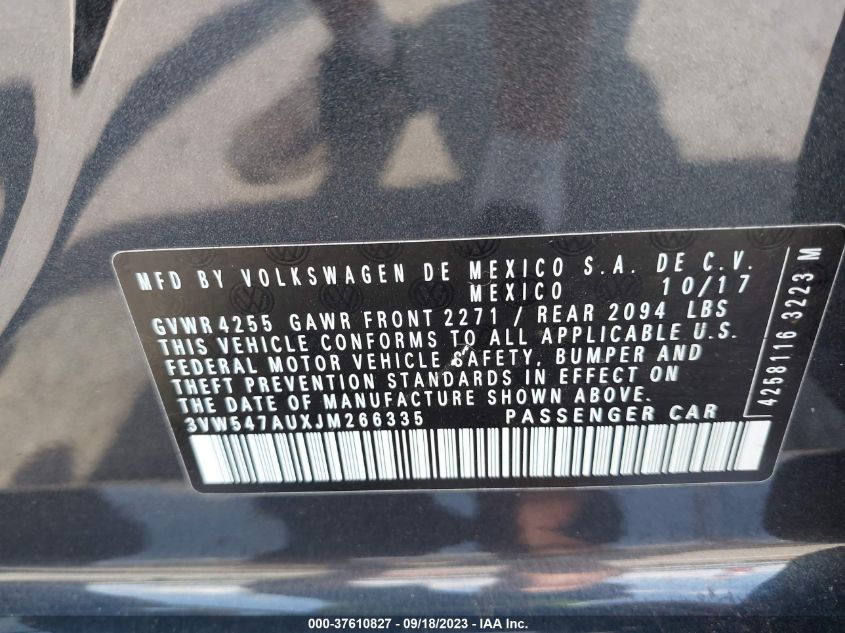 MFD BY VOLKSWAGEN DE MEXICO S.A. DE C.V.
MEXICO 10/17
GVWR 4255 GAWR FRONT 2271 / REAR 2094 LBS
THIS VEHICLE CONFORMS TO ALL APPLICABLE U.S.
FEDERAL MOTOR VEHICLE SAFETY, BUMPER AND
THEFT PREVENTION STANDARDS IN EFFECT ON
THE DATE OF MANUFACTURE SHOWN ABOVE.
3VW547AUXJM266335 PASSENGER CAR
4258116 3223 M
000-37610827 - 09/18/2023 - IAA Inc.